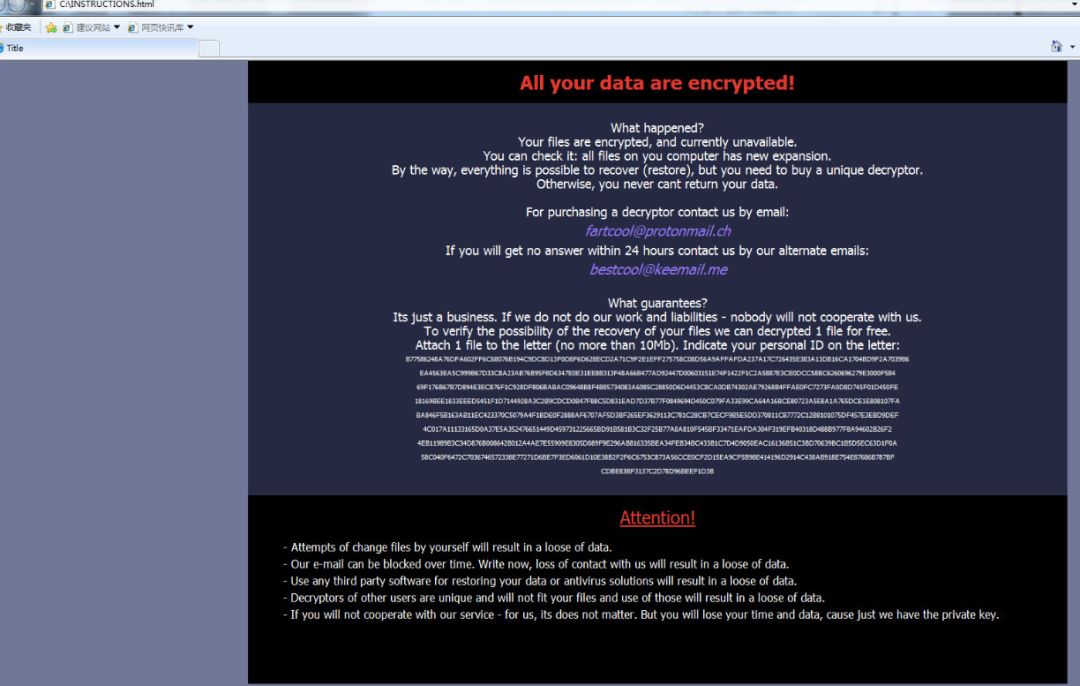 C:\INSTRUCTIONS.html
收藏夹 建议网站 网页快讯库
Title
All your data are encrypted!
What happened?
Your files are encrypted, and currently unavailable.
You can check it: all files on you computer has new expansion.
By the way, everything is possible to recover (restore), but you need to buy a unique decryptor.
Otherwise, you never cant return your data.
For purchasing a decryptor contact us by email:
fartcool@protonmail.ch
If you will get no answer within 24 hours contact us by our alternate emails:
bestcool@keemail.me
What guarantees?
Its just a business. If we do not do our work and liabilities - nobody will not cooperate with us.
To verify the possibility of the recovery of your files we can decrypted 1 file for free.
Attach 1 file to the letter (no more than 10Mb). Indicate your personal ID on the letter:
CDBE83BF3137C2D78D96BEEF1D3B
Attention!
- Attempts of change files by yourself will result in a loose of data.
- Our e-mail can be blocked over time. Write now, loss of contact with us will result in a loose of data.
- Use any third party software for restoring your data or antivirus solutions will result in a loose of data.
- Decryptors of other users are unique and will not fit your files and use of those will result in a loose of data.
- If you will not cooperate with our service - for us, its does not matter. But you will lose your time and data, cause just we have the private key.